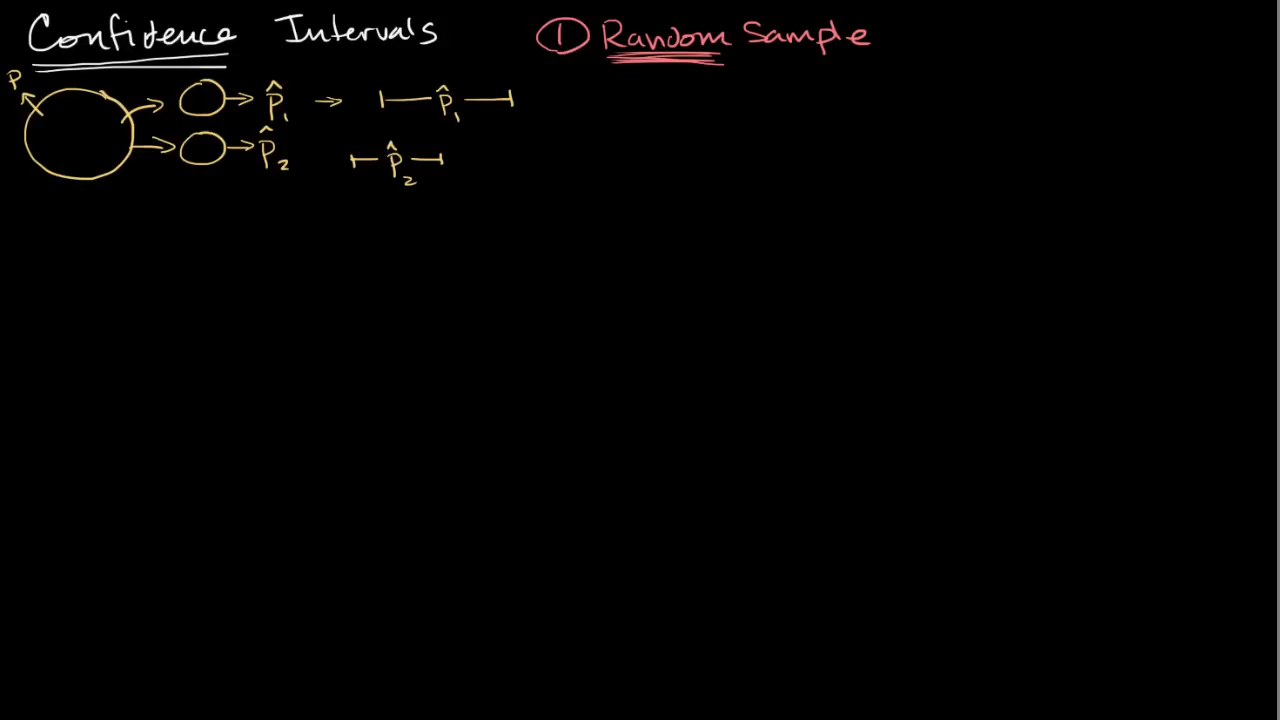 Confidence Intervals
① Random Sample
P
→ P̂₁ → |— P̂₁ —|
→ P̂₂ |— P̂₂ —|